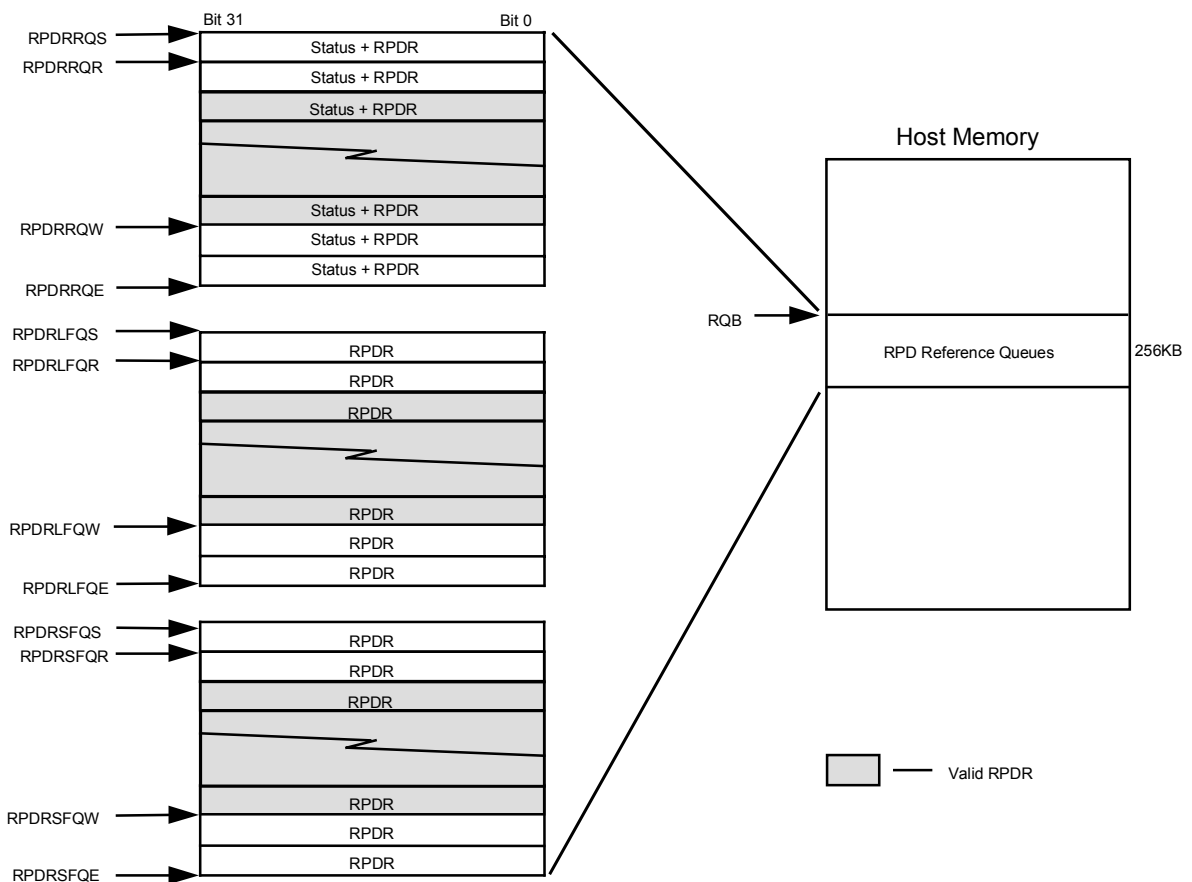 Bit 31
Bit 0
RPDRRQS
Status + RPDR
RPDRRQR
Status + RPDR
Status + RPDR
Status + RPDR
RPDRRQW
Status + RPDR
Status + RPDR
RPDRRQE
RPDRLFQS
RPDR
RPDRLFQR
RPDR
RPDR
RPDR
RPDRLFQW
RPDR
RPDR
RPDRLFQE
RPDRSFQS
RPDR
RPDRSFQR
RPDR
RPDR
RPDR
RPDRSFQW
RPDR
RPDR
RPDRSFQE
Host Memory
RQB
RPD Reference Queues
256KB
Valid RPDR